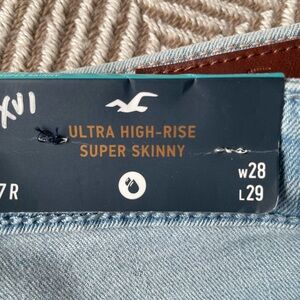 XVI
ULTRA HIGH-RISE
SUPER SKINNY
7R
W28
L29